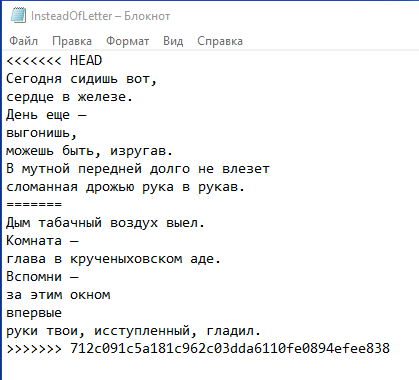 InsteadOfLetter – Блокнот
Файл Правка Формат Вид Справка
<<<<<<< HEAD
Сегодня сидишь вот,
сердце в железе.
День еще –
выгонишь,
можешь быть, изругав.
В мутной передней долго не влезет
сломанная дрожью рука в рукав.
=======
Дым табачный воздух выел.
Комната –
глава в крученыховском аде.
Вспомни –
за этим окном
впервые
руки твои, исступленный, гладил.
>>>>>>> 712c091c5a181c962c03dda6110fe0894efee838